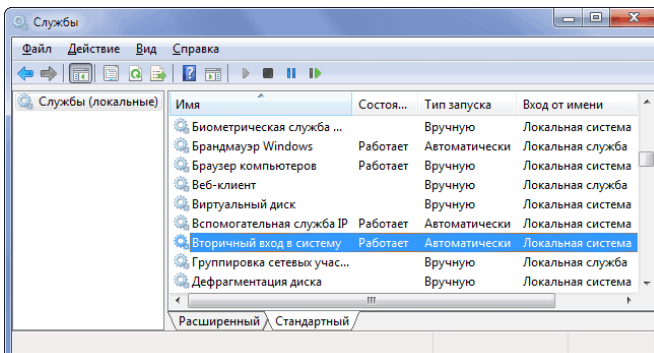 Службы
Файл Действие Вид Справка
Службы (локальные)
Имя Состоя... Тип запуска Вход от имени
Биометрическая служба ... Вручную Локальная система
Брандмауэр Windows Работает Автоматически Локальная служба
Браузер компьютеров Работает Вручную Локальная система
Веб-клиент Вручную Локальная служба
Виртуальный диск Вручную Локальная система
Вспомогательная служба IP Работает Автоматически Локальная система
Вторичный вход в систему Работает Автоматически Локальная система
Группировка сетевых учас... Вручную Локальная служба
Дефрагментация диска Вручную Локальная система
Расширенный Стандартный